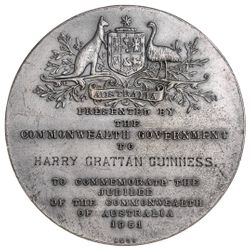 AUSTRALIA
PRESENTED BY
THE
COMMONWEALTH GOVERNMENT
TO
HARRY GRATTAN GUINNESS.
TO COMMEMORATE THE
JUBILEE
OF THE COMMONWEALTH
OF AUSTRALIA
1951